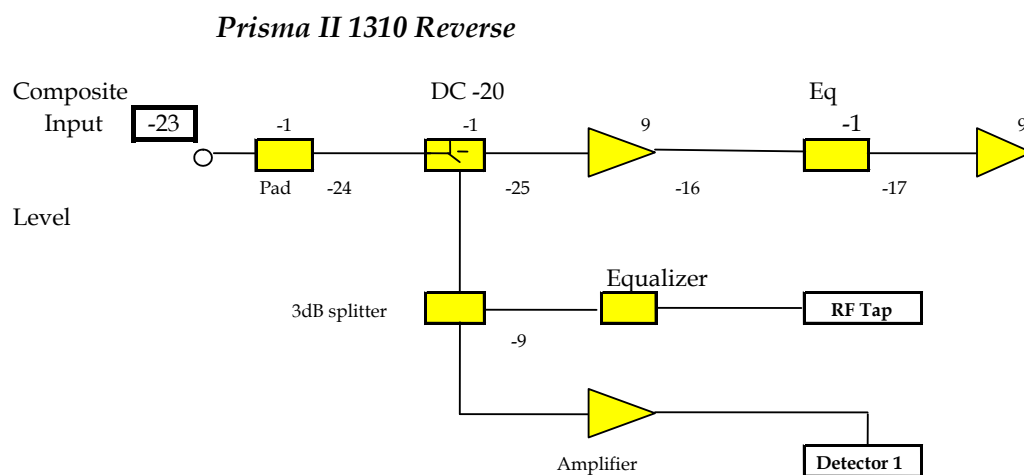 Prisma II 1310 Reverse
Composite
Input
-23
-1
Pad
-24
DC -20
-1
-25
9
-16
Eq
-1
-17
9
Level
3dB splitter
-9
Equalizer
RF Tap
Amplifier
Detector 1